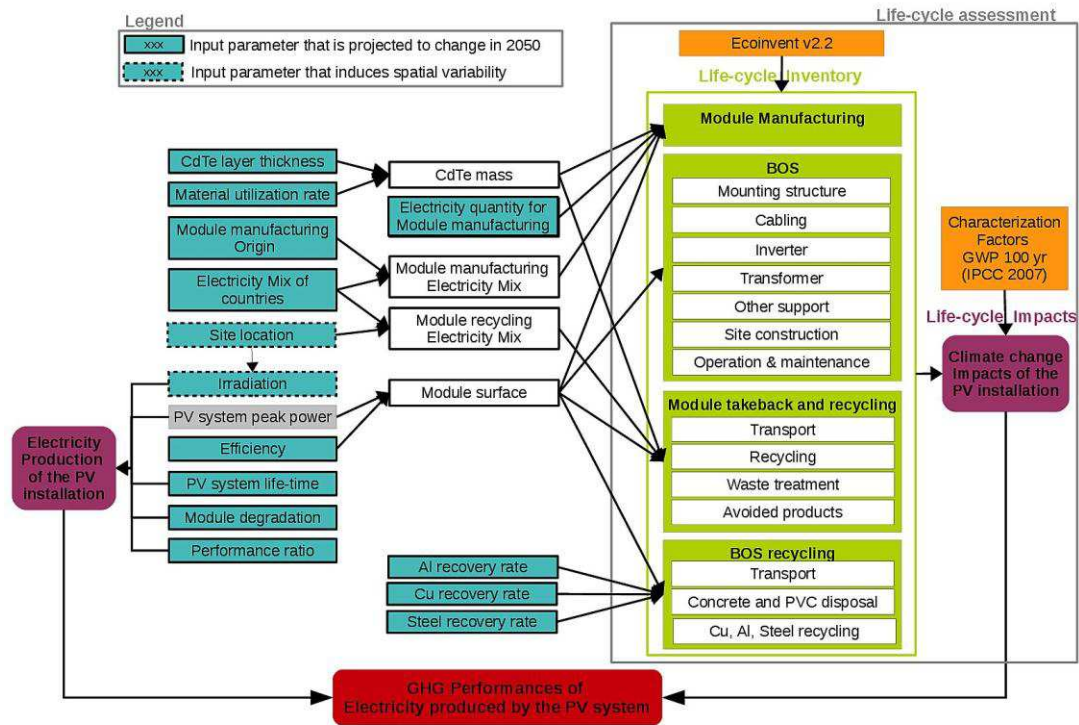 Legend
xxx Input parameter that is projected to change in 2050
xxx Input parameter that induces spatial variability
Life-cycle assessment
Ecoinvent v2.2
Life-cycle Inventory
Module Manufacturing
BOS
Mounting structure
Cabling
Inverter
Transformer
Other support
Site construction
Operation & maintenance
Module takeback and recycling
Transport
Recycling
Waste treatment
Avoided products
BOS recycling
Transport
Concrete and PVC disposal
Cu, Al, Steel recycling
CdTe layer thickness
Material utilization rate
Module manufacturing
Origin
Electricity Mix of
countries
Site location
Irradiation
PV system peak power
Efficiency
PV system life-time
Module degradation
Performance ratio
CdTe mass
Electricity quantity for
Module manufacturing
Module manufacturing
Electricity Mix
Module recycling
Electricity Mix
Module surface
Al recovery rate
Cu recovery rate
Steel recovery rate
Electricity
Production
of the PV
installation
Characterization
Factors
GWP 100 yr
(IPCC 2007)
Life-cycle Impacts
Climate change
Impacts of the
PV installation
GHG Performances of
Electricity produced by the PV system